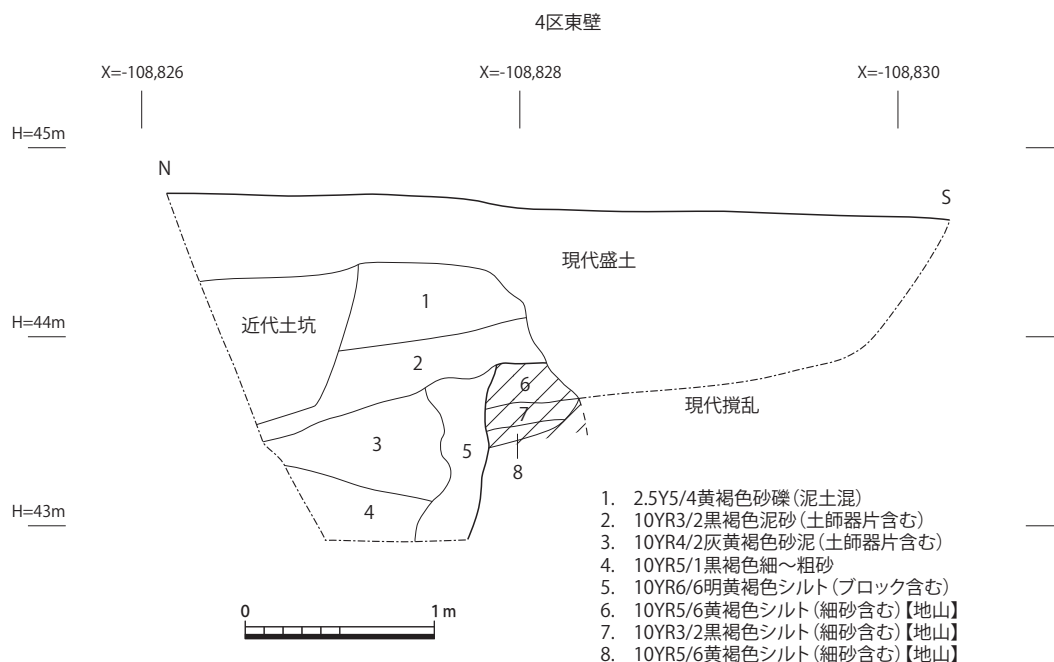 4区東壁
X=-108,826
X=-108,828
X=-108,830
H=45m
N
S
現代盛土
1
H=44m
近代土坑
2
6
7
現代撹乱
3
5
8
4
H=43m
1. 2.5Y5/4黄褐色砂礫(泥土混)
2. 10YR3/2黒褐色泥砂(土師器片含む)
3. 10YR4/2灰黄褐色砂泥(土師器片含む)
4. 10YR5/1黒褐色細〜粗砂
5. 10YR6/6明黄褐色シルト(ブロック含む)
6. 10YR5/6黄褐色シルト(細砂含む)【地山】
7. 10YR3/2黒褐色シルト(細砂含む)【地山】
8. 10YR5/6黄褐色シルト(細砂含む)【地山】
0 1m